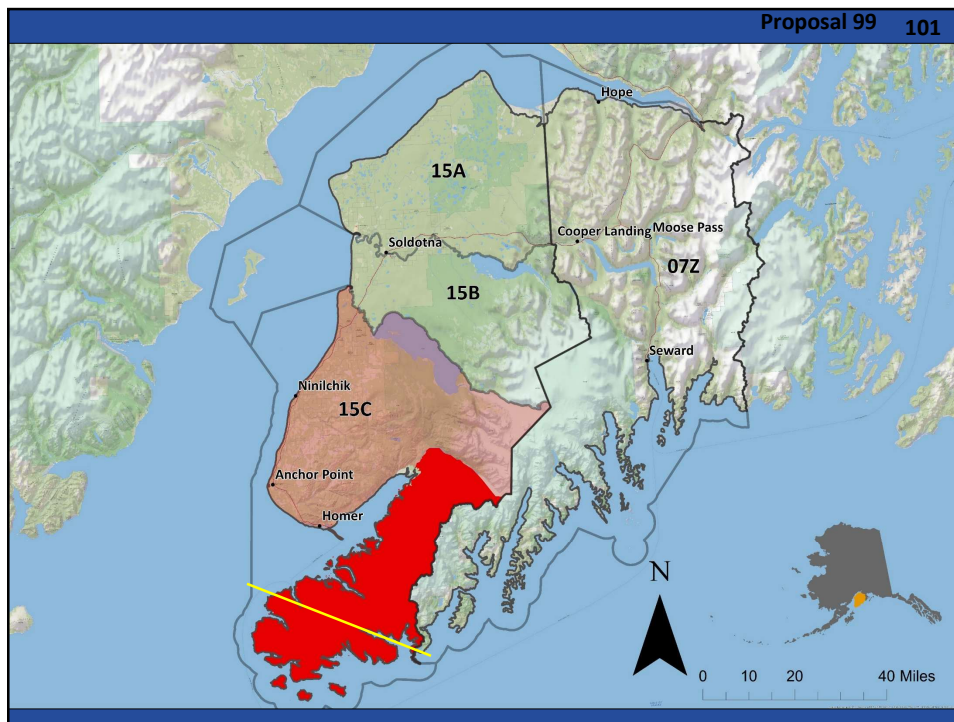 Proposal 99 101
Hope
15A
Cooper Landing Moose Pass
Soldotna
07Z
15B
Seward
Ninilchik
15C
Anchor Point
Homer
N
0 10 20 40 Miles